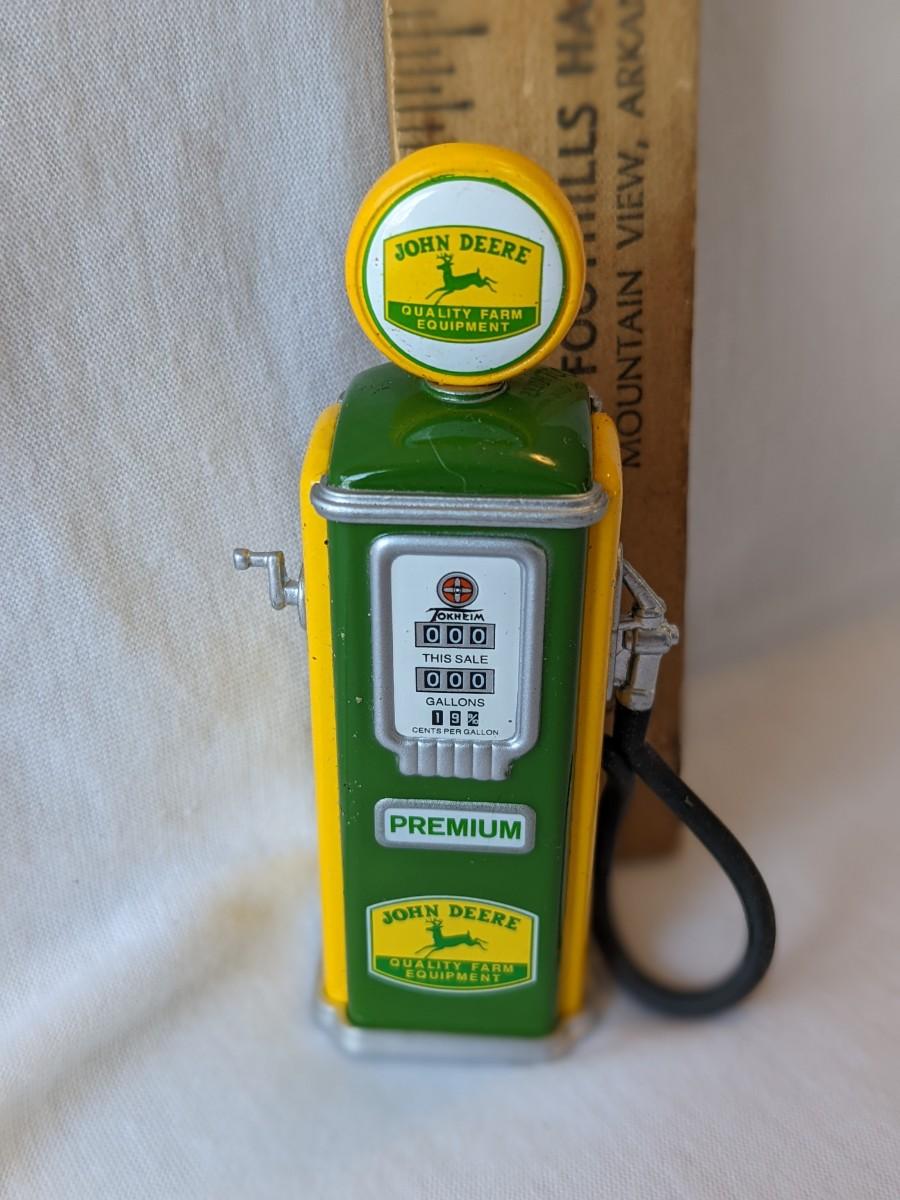 JOHN DEERE
QUALITY FARM
EQUIPMENT
TOKHEIM
000
THIS SALE
000
GALLONS
19
CENTS PER GALLON
PREMIUM
JOHN DEERE
QUALITY FARM
EQUIPMENT
FOOTHILLS HA
MOUNTAIN VIEW, ARKA